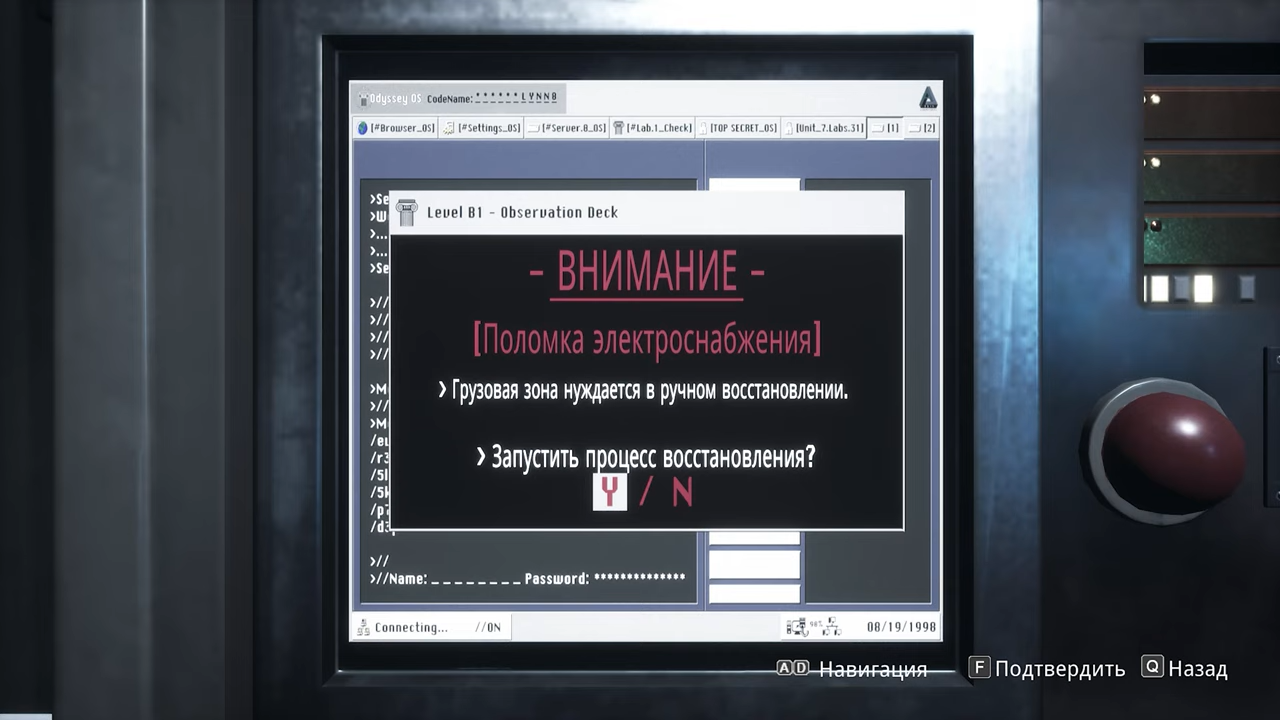 Odyssey OS CodeName:******LYNN8
[#Browser_OS] [#Settings_OS] [#Server.8_OS] [#Lab.1_Check] [TOP SECRET_OS] [Unit_7.Labs.31] [1] [2]
Level B1 - Observation Deck
- ВНИМАНИЕ -
[Поломка электроснабжения]
› Грузовая зона нуждается в ручном восстановлении.
› Запустить процесс восстановления?
Y / N
>//
>//Name:________ Password: **************
Connecting... //ON
98% 08/19/1998
A D Навигация F Подтвердить Q Назад